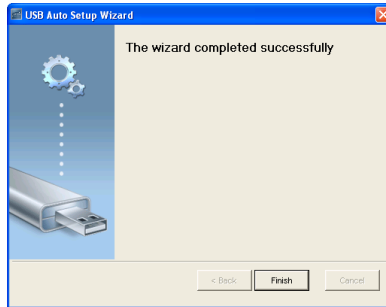 USB Auto Setup Wizard
The wizard completed successfully
< Back Finish Cancel